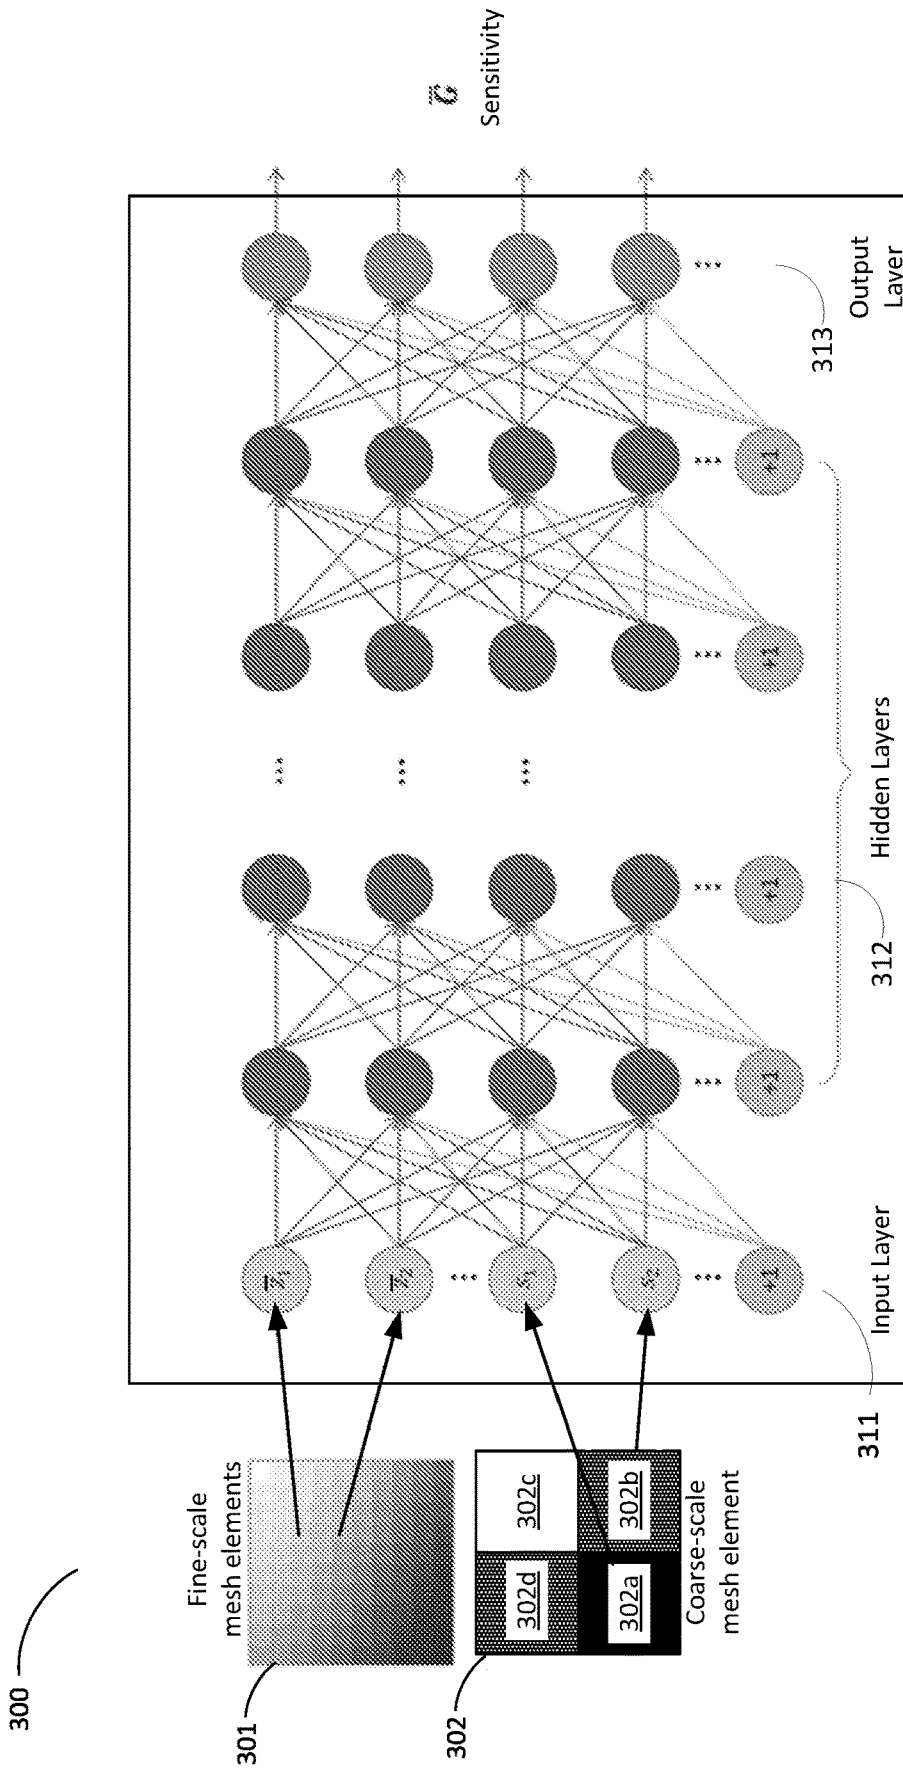 300
301
Fine-scale
mesh elements
302
302d
302c
302a
302b
Coarse-scale
mesh element
+1
+1
+1
+1
+1
311
Input Layer
312
Hidden Layers
313
Output
Layer
Sensitivity